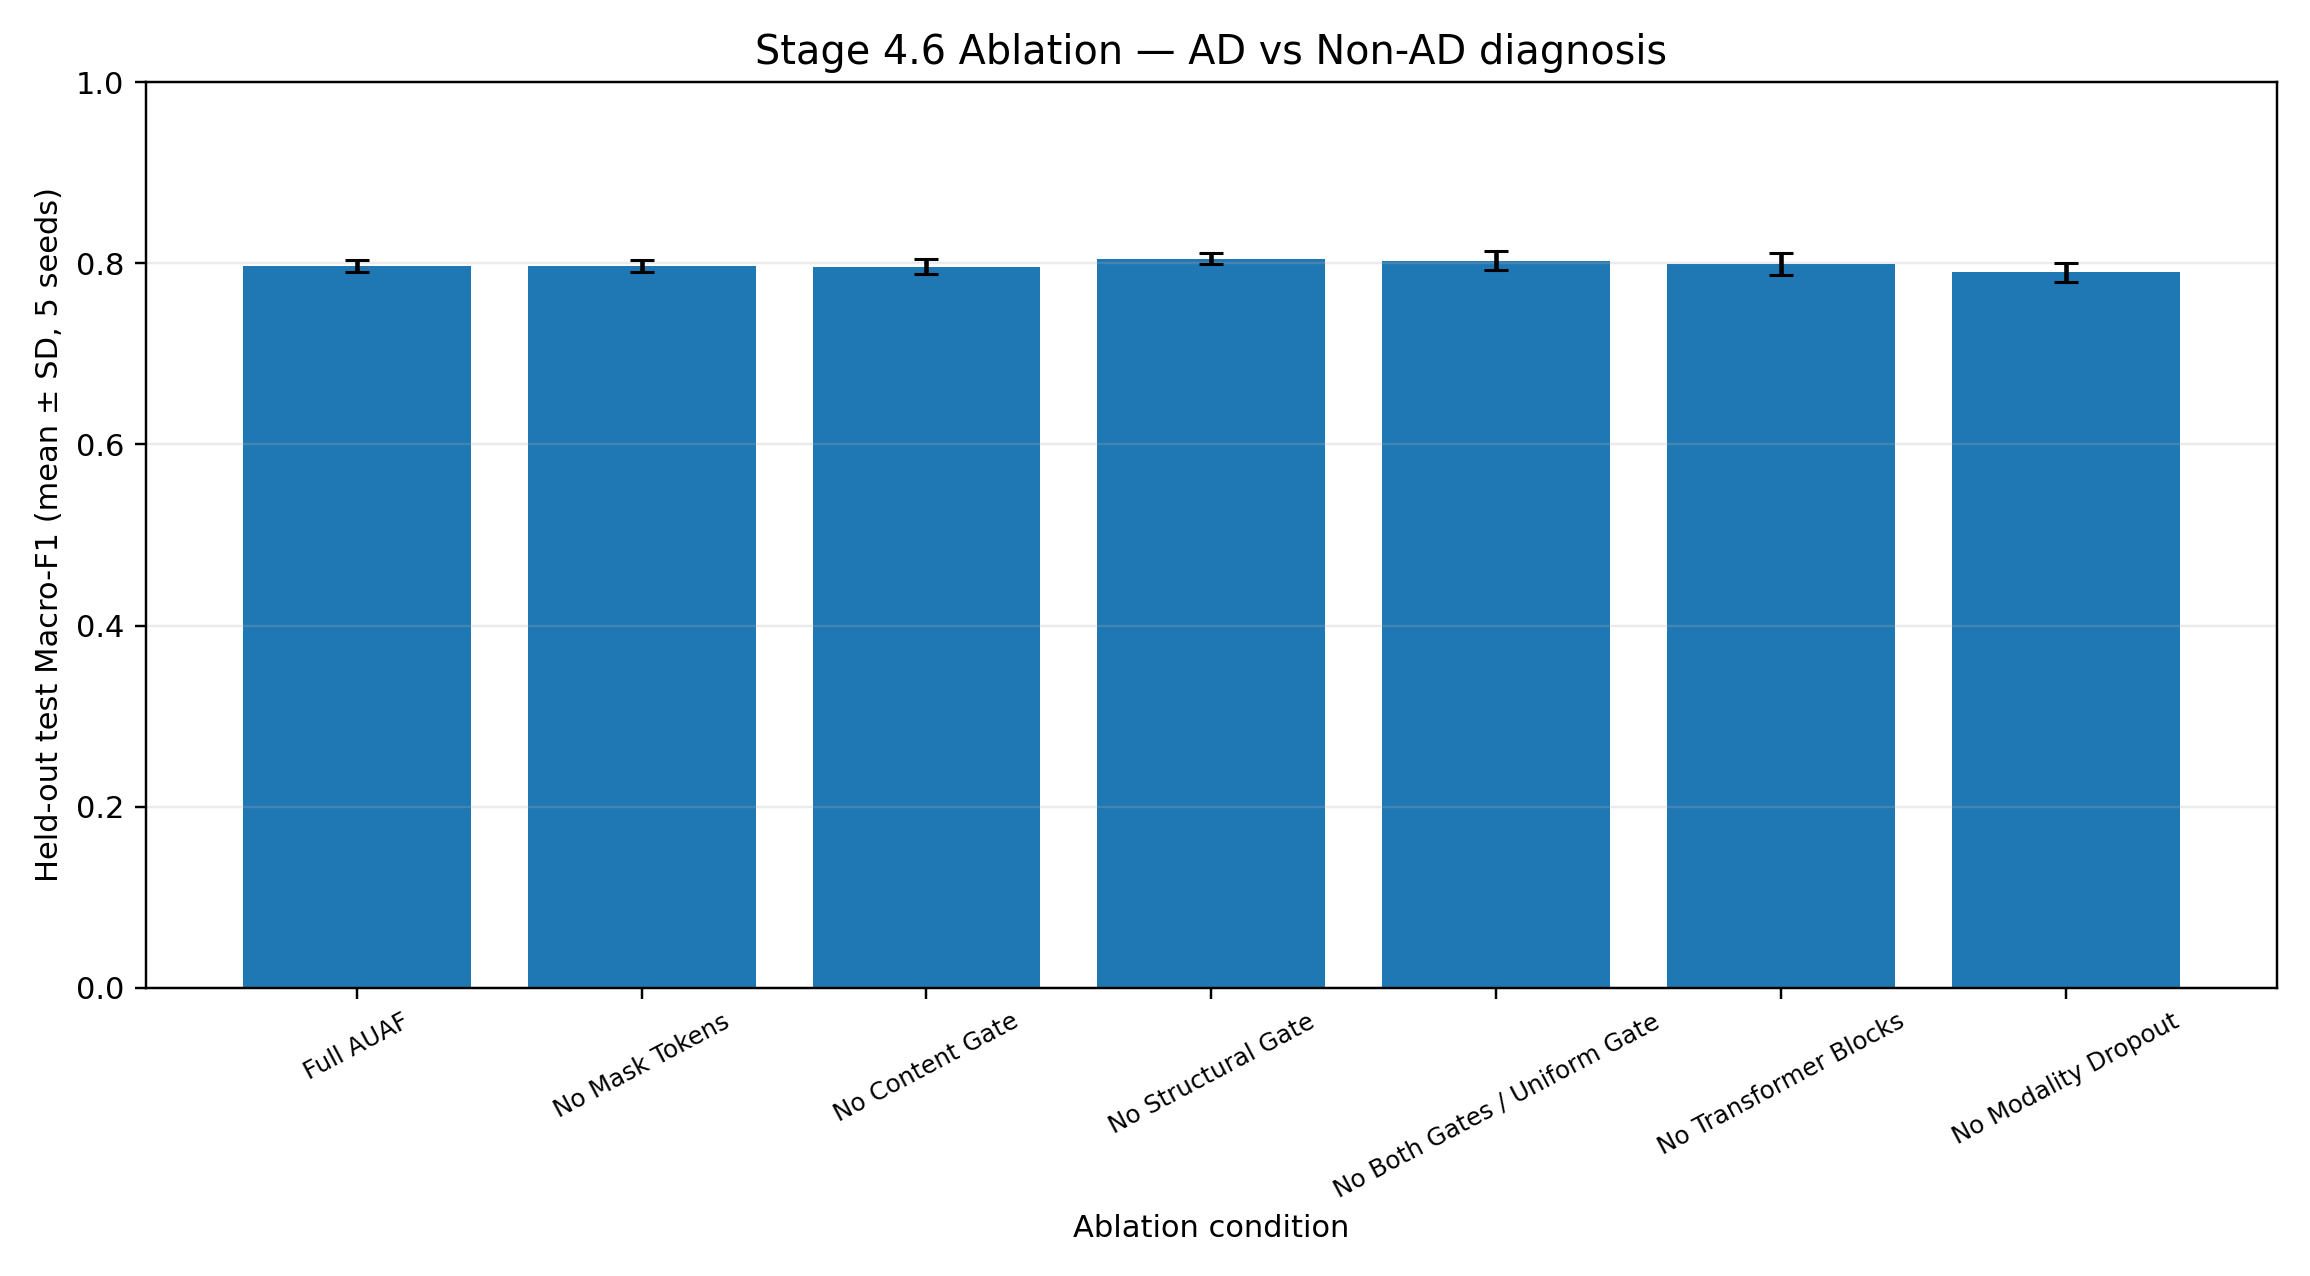 Stage 4.6 Ablation — AD vs Non-AD diagnosis
Held-out test Macro-F1 (mean ± SD, 5 seeds)
1.0
0.8
0.6
0.4
0.2
0.0
Full AUAF
No Mask Tokens
No Content Gate
No Structural Gate
No Both Gates / Uniform Gate
No Transformer Blocks
No Modality Dropout
Ablation condition